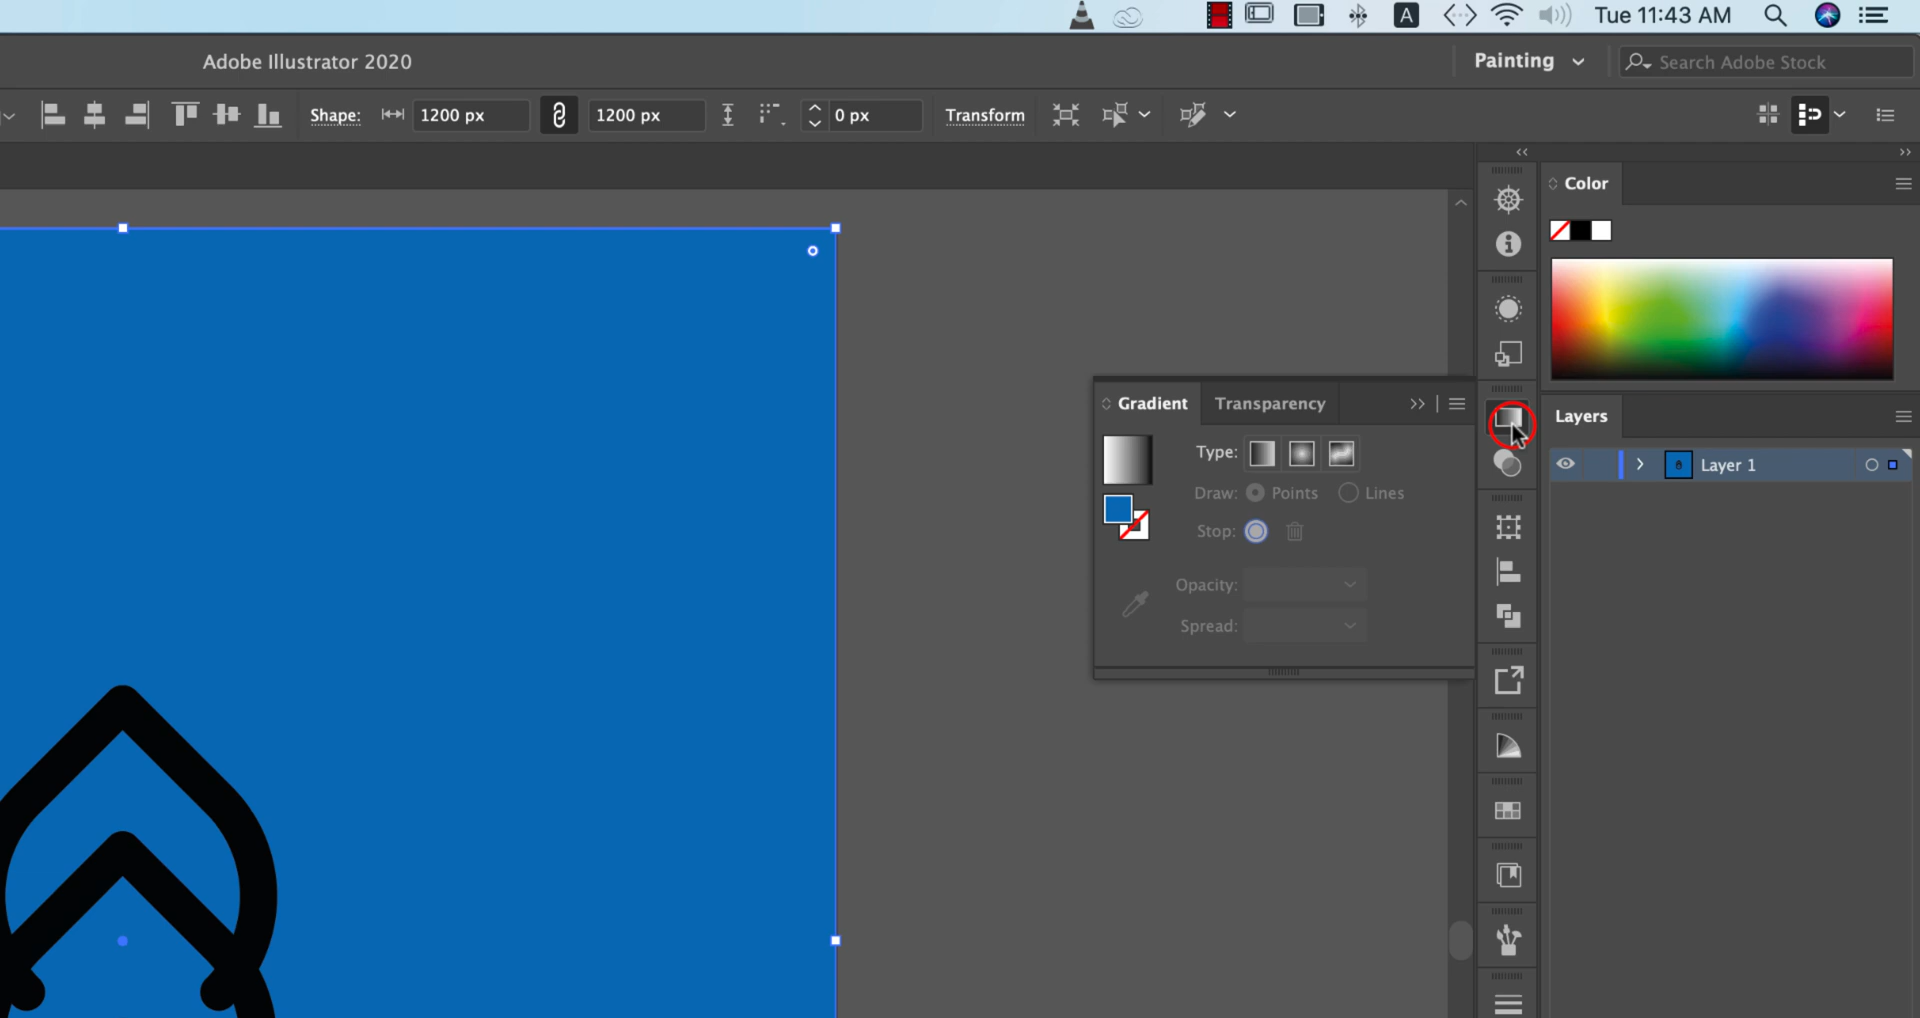 A
Tue 11:43 AM
Adobe Illustrator 2020
Painting
Search Adobe Stock
Shape:
1200 px
1200 px
0 px
Transform
Color
Gradient
Transparency
Type:
Draw: Points Lines
Stop:
Opacity:
Spread:
Layers
Layer 1